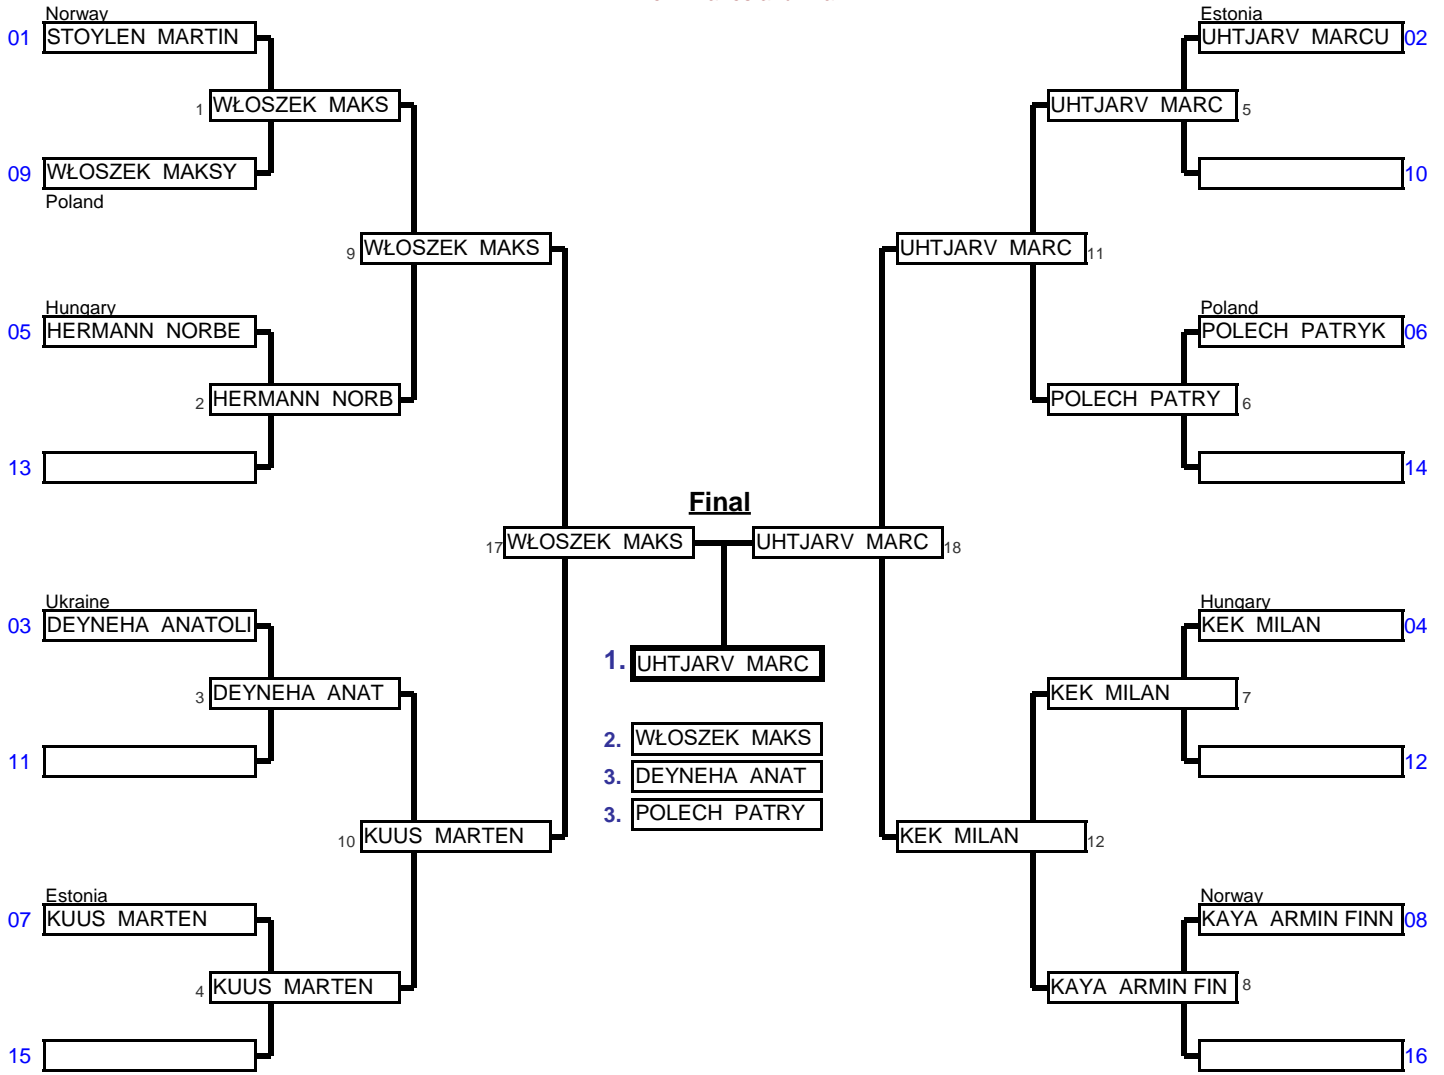 Norway
01 STOYLEN MARTIN
1 WŁOSZEK MAKS
09 WŁOSZEK MAKSY
Poland
9 WŁOSZEK MAKS
Hungary
05 HERMANN NORBE
2 HERMANN NORB
13
17 WŁOSZEK MAKS
Ukraine
03 DEYNEHA ANATOLI
3 DEYNEHA ANAT
11
10 KUUS MARTEN
Estonia
07 KUUS MARTEN
4 KUUS MARTEN
15
Final
1. UHTJARV MARC
2. WŁOSZEK MAKS
3. DEYNEHA ANAT
3. POLECH PATRY
Estonia
UHTJARV MARCU 02
UHTJARV MARC 5
10
UHTJARV MARC 11
Poland
POLECH PATRYK 06
POLECH PATRY 6
14
UHTJARV MARC 18
Hungary
KEK MILAN 04
KEK MILAN 7
12
KEK MILAN 12
Norway
KAYA ARMIN FINN 08
KAYA ARMIN FIN 8
16